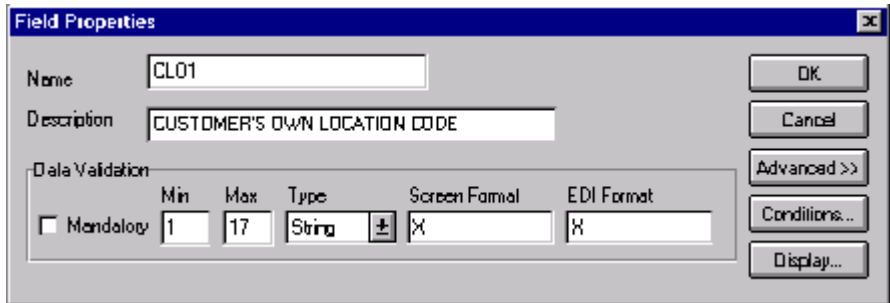 Field Properties
Name CLO1
OK
Description CUSTOMER'S OWN LOCATION CODE
Cancel
Data Validation
Advanced >>
Min Max Type Screen Format EDI Format
Mandatory 1 17 String X X
Conditions...
Display...